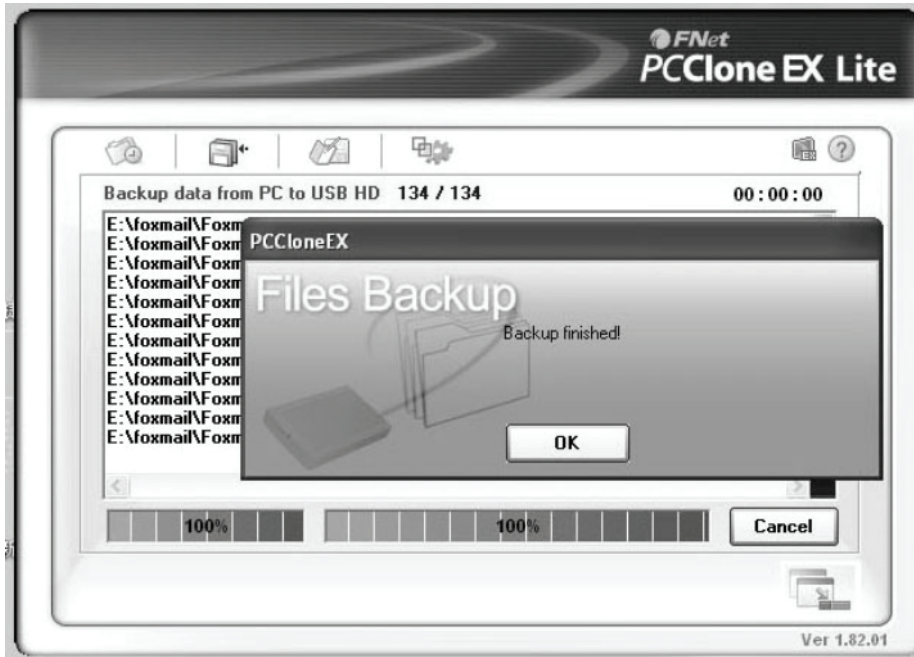 FNet
PCClone EX Lite
Backup data from PC to USB HD 134 / 134 00:00:00
E:\foxmail\Foxm
E:\foxmail\Foxm
E:\foxmail\Foxm
E:\foxmail\Foxm
E:\foxmail\Foxm
E:\foxmail\Foxm
E:\foxmail\Foxm
E:\foxmail\Foxm
E:\foxmail\Foxm
E:\foxmail\Foxm
E:\foxmail\Foxm
E:\foxmail\Foxm
PCCloneEX
Files Backup
Backup finished!
OK
100% 100% Cancel
Ver 1.82.01